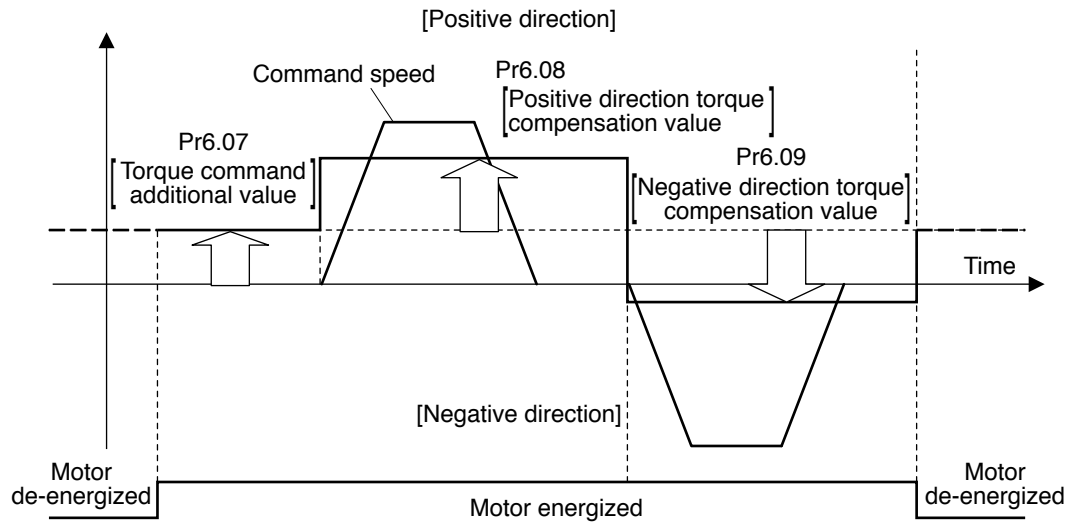 [Positive direction]
Command speed
Pr6.08
[Positive direction torque
compensation value]
Pr6.07
[Torque command
additional value]
Pr6.09
[Negative direction torque
compensation value]
Time
[Negative direction]
Motor
de-energized
Motor energized
Motor
de-energized